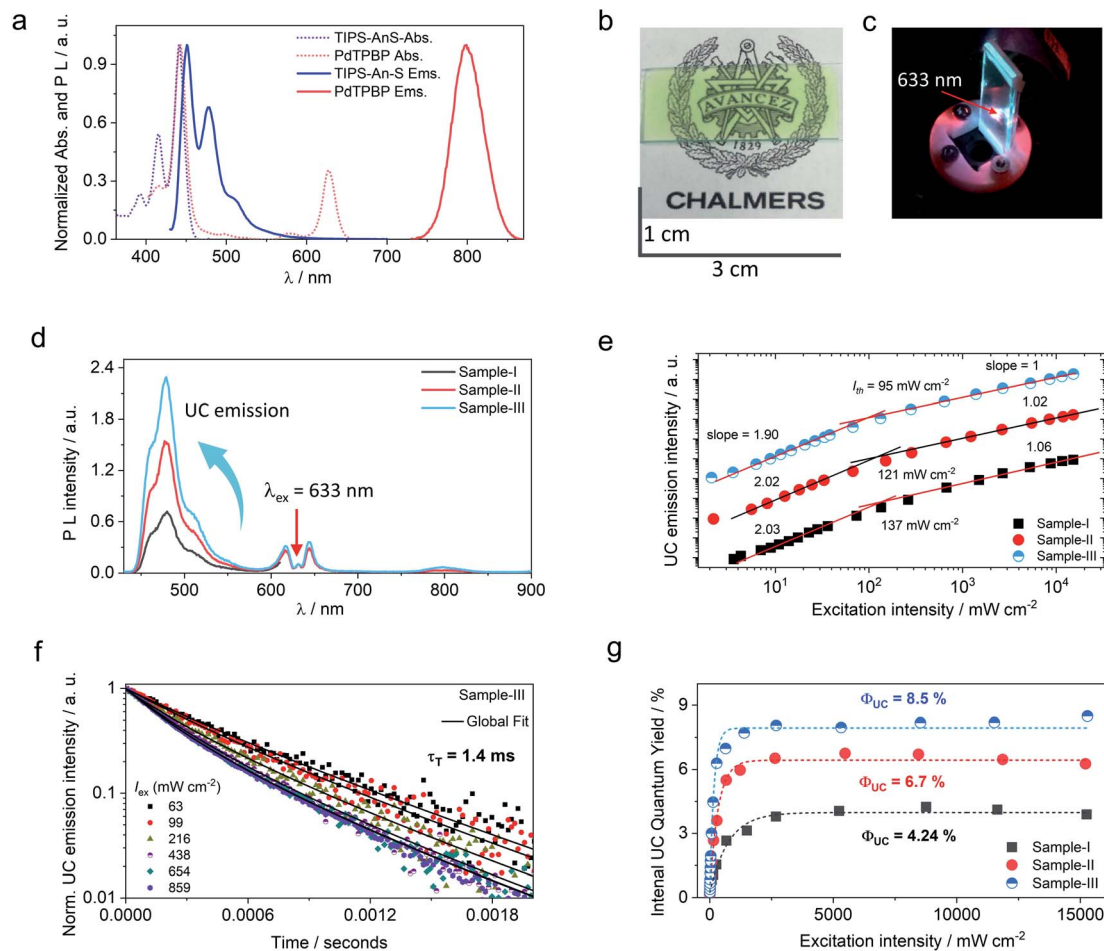 a
TIPS-AnS-Abs.
PdTPBP Abs.
TIPS-An-S Ems.
PdTPBP Ems.
Normalized Abs. and P L / a. u.
1.0
0.9
0.6
0.3
0.0
400 500 600 700 800
λ / nm
b
AVANCEZ
1829
CHALMERS
1 cm
3 cm
c
633 nm
d
P L intensity / a.u.
2.4
1.8
1.2
0.6
0.0
Sample-I
Sample-II
Sample-III
UC emission
λex = 633 nm
500 600 700 800 900
λ / nm
e
UC emission intensity / a. u.
slope = 1
Ith = 95 mW cm-2
1.02
slope = 1.90
2.02
121 mW cm-2
1.06
2.03
137 mW cm-2
Sample-I
Sample-II
Sample-III
10¹ 10² 10³ 10⁴
Excitation intensity / mW cm-2
f
Norm. UC emission intensity / a. u.
1
0.1
0.01
Sample-III
Global Fit
τT = 1.4 ms
Iex (mW cm-2)
63
99
216
438
654
859
0.0000 0.0006 0.0012 0.0018
Time / seconds
g
Intenal UC Quantum Yield / %
9
6
3
0
ΦUC = 8.5 %
ΦUC = 6.7 %
ΦUC = 4.24 %
Sample-I
Sample-II
Sample-III
0 5000 10000 15000
Excitation intensity / mW cm-2